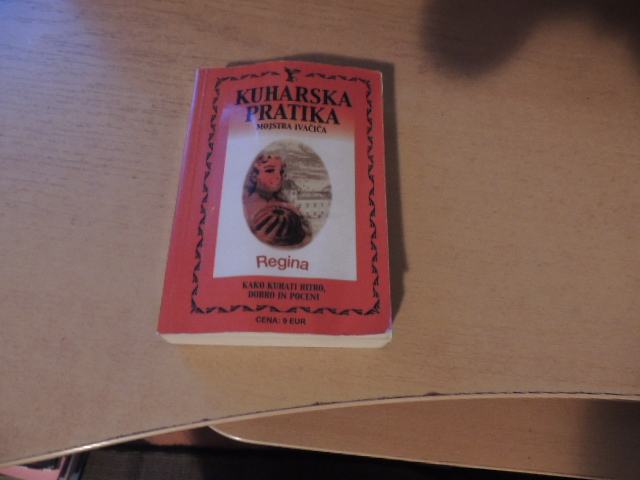 KUHARSKA
PRATIKA
MOJSTRA IVAČIČA
Regina
KAKO KUHATI HITRO,
DOBRO IN POCENI
CENA: 9 EUR